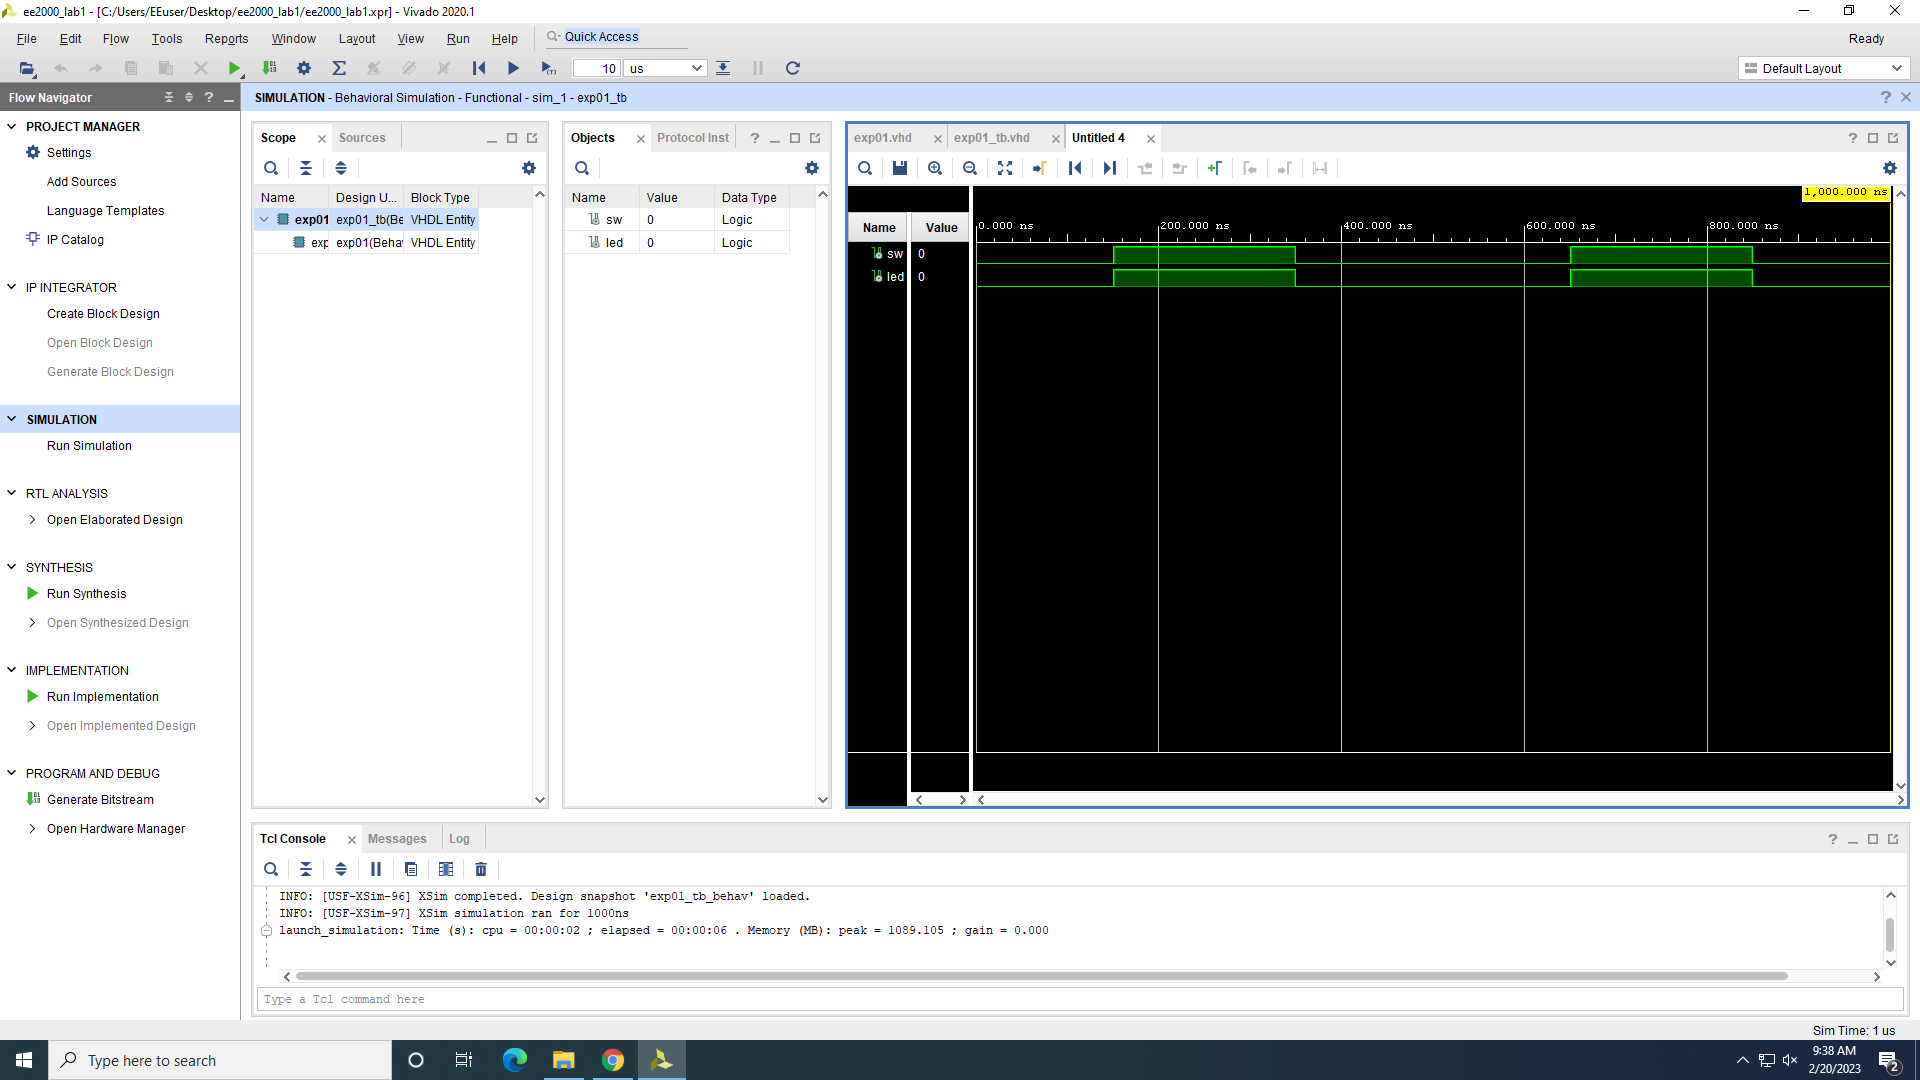 ee2000_lab1 - [C:/Users/EEuser/Desktop/ee2000_lab1/ee2000_lab1.xpr] - Vivado 2020.1
File Edit Flow Tools Reports Window Layout View Run Help Quick Access
Ready
10 us
Default Layout
Flow Navigator
SIMULATION - Behavioral Simulation - Functional - sim_1 - exp01_tb
PROJECT MANAGER
Settings
Add Sources
Language Templates
IP Catalog
IP INTEGRATOR
Create Block Design
Open Block Design
Generate Block Design
SIMULATION
Run Simulation
RTL ANALYSIS
Open Elaborated Design
SYNTHESIS
Run Synthesis
Open Synthesized Design
IMPLEMENTATION
Run Implementation
Open Implemented Design
PROGRAM AND DEBUG
Generate Bitstream
Open Hardware Manager
Scope Sources
Name Design U... Block Type
exp01 exp01_tb(Be VHDL Entity
exp exp01(Behav VHDL Entity
Objects Protocol Inst
Name Value Data Type
sw 0 Logic
led 0 Logic
exp01.vhd exp01_tb.vhd Untitled 4
1,000.000 ns
Name Value
0.000 ns 200.000 ns 400.000 ns 600.000 ns 800.000 ns
sw 0
led 0
Tcl Console Messages Log
INFO: [USF-XSim-96] XSim completed. Design snapshot 'exp01_tb_behav' loaded.
INFO: [USF-XSim-97] XSim simulation ran for 1000ns
launch_simulation: Time (s): cpu = 00:00:02 ; elapsed = 00:00:06 . Memory (MB): peak = 1089.105 ; gain = 0.000
Type a Tcl command here
Sim Time: 1 us
Type here to search
9:38 AM
2/20/2023
2